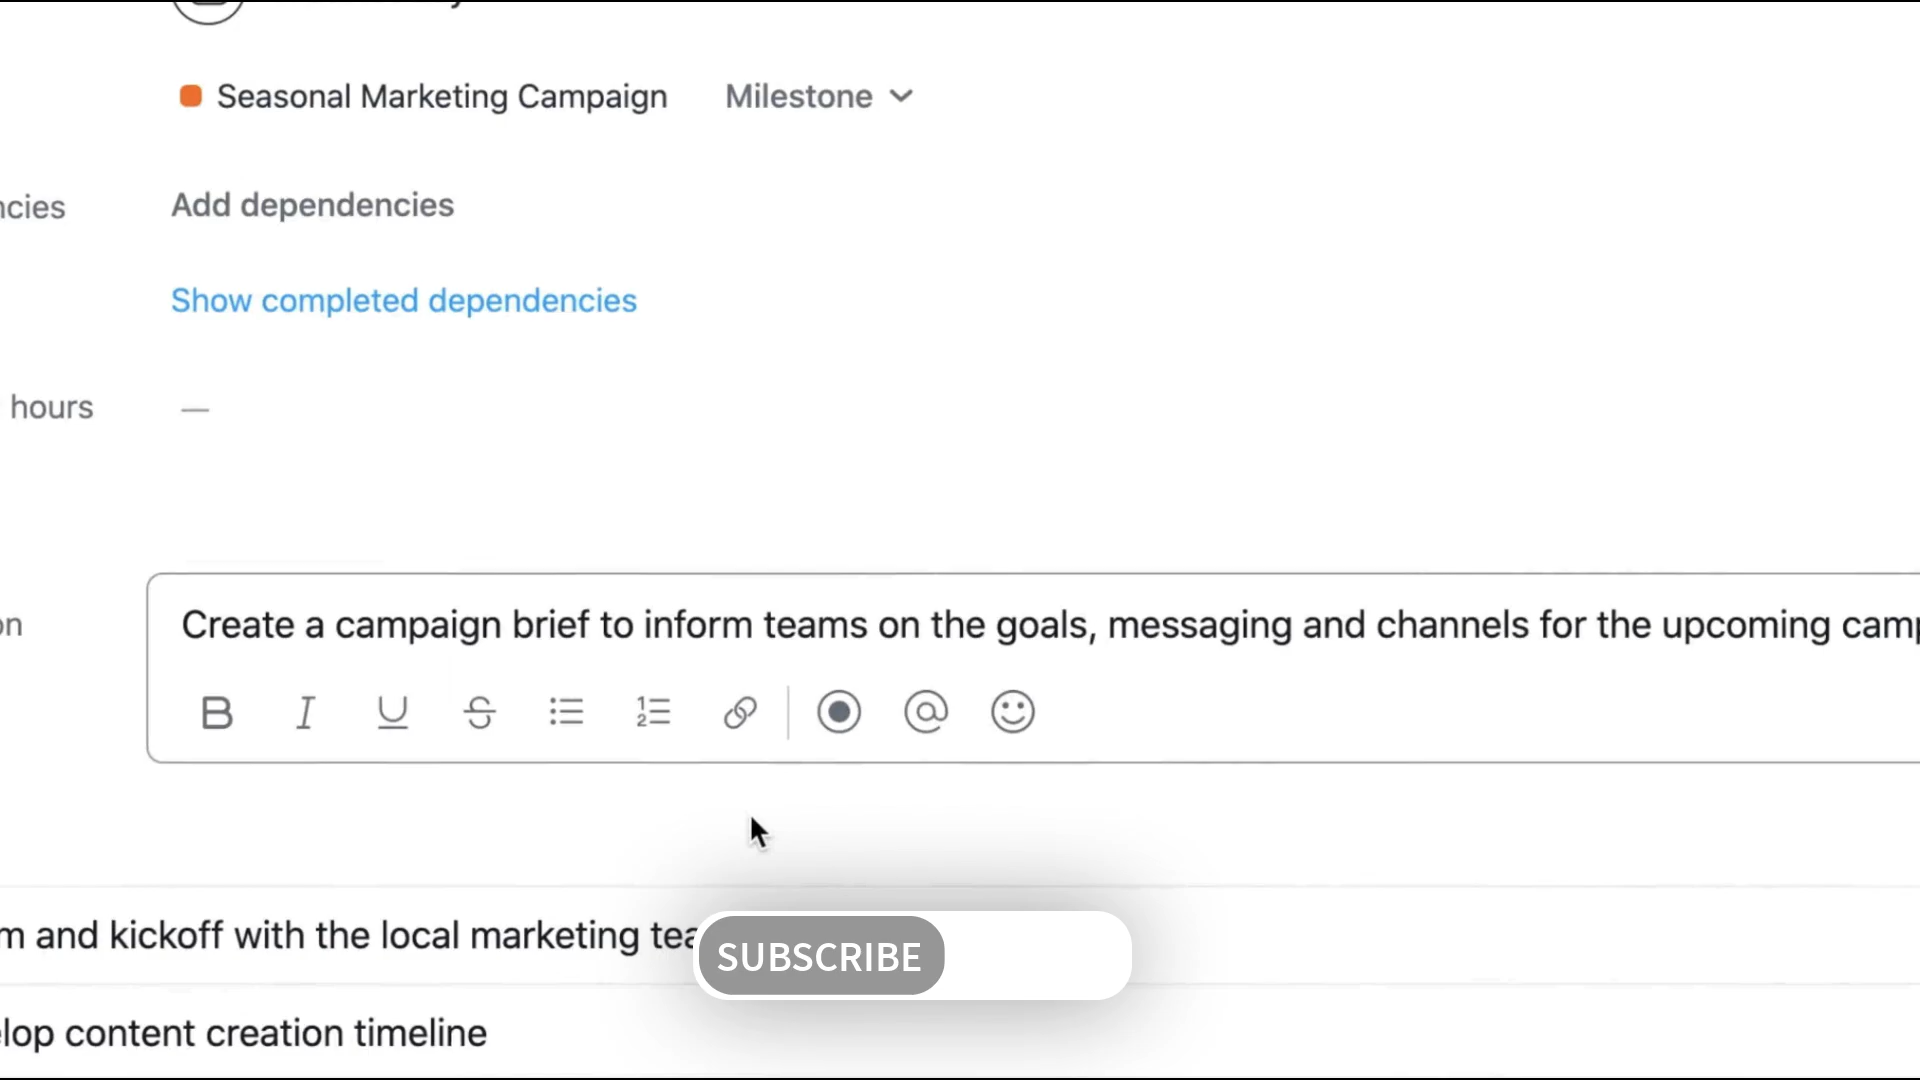 Seasonal Marketing Campaign Milestone
ncies Add dependencies
Show completed dependencies
hours —
on Create a campaign brief to inform teams on the goals, messaging and channels for the upcoming camp
m and kickoff with the local marketing tea
SUBSCRIBE
elop content creation timeline